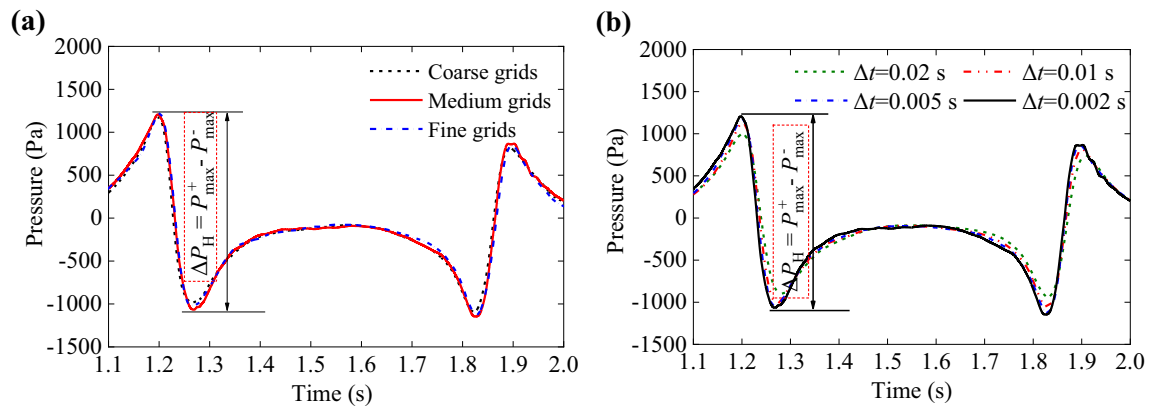 (a)
2000
1500
1000
500
0
-500
-1000
-1500
Pressure (Pa)
Coarse grids
Medium grids
Fine grids
ΔP_H = P⁺_max - P⁻_max
1.1 1.2 1.3 1.4 1.5 1.6 1.7 1.8 1.9 2.0
Time (s)
(b)
2000
1500
1000
500
0
-500
-1000
-1500
Pressure (Pa)
Δt=0.02 s Δt=0.01 s
Δt=0.005 s Δt=0.002 s
ΔP_H = P⁺_max - P⁻_max
1.1 1.2 1.3 1.4 1.5 1.6 1.7 1.8 1.9 2.0
Time (s)